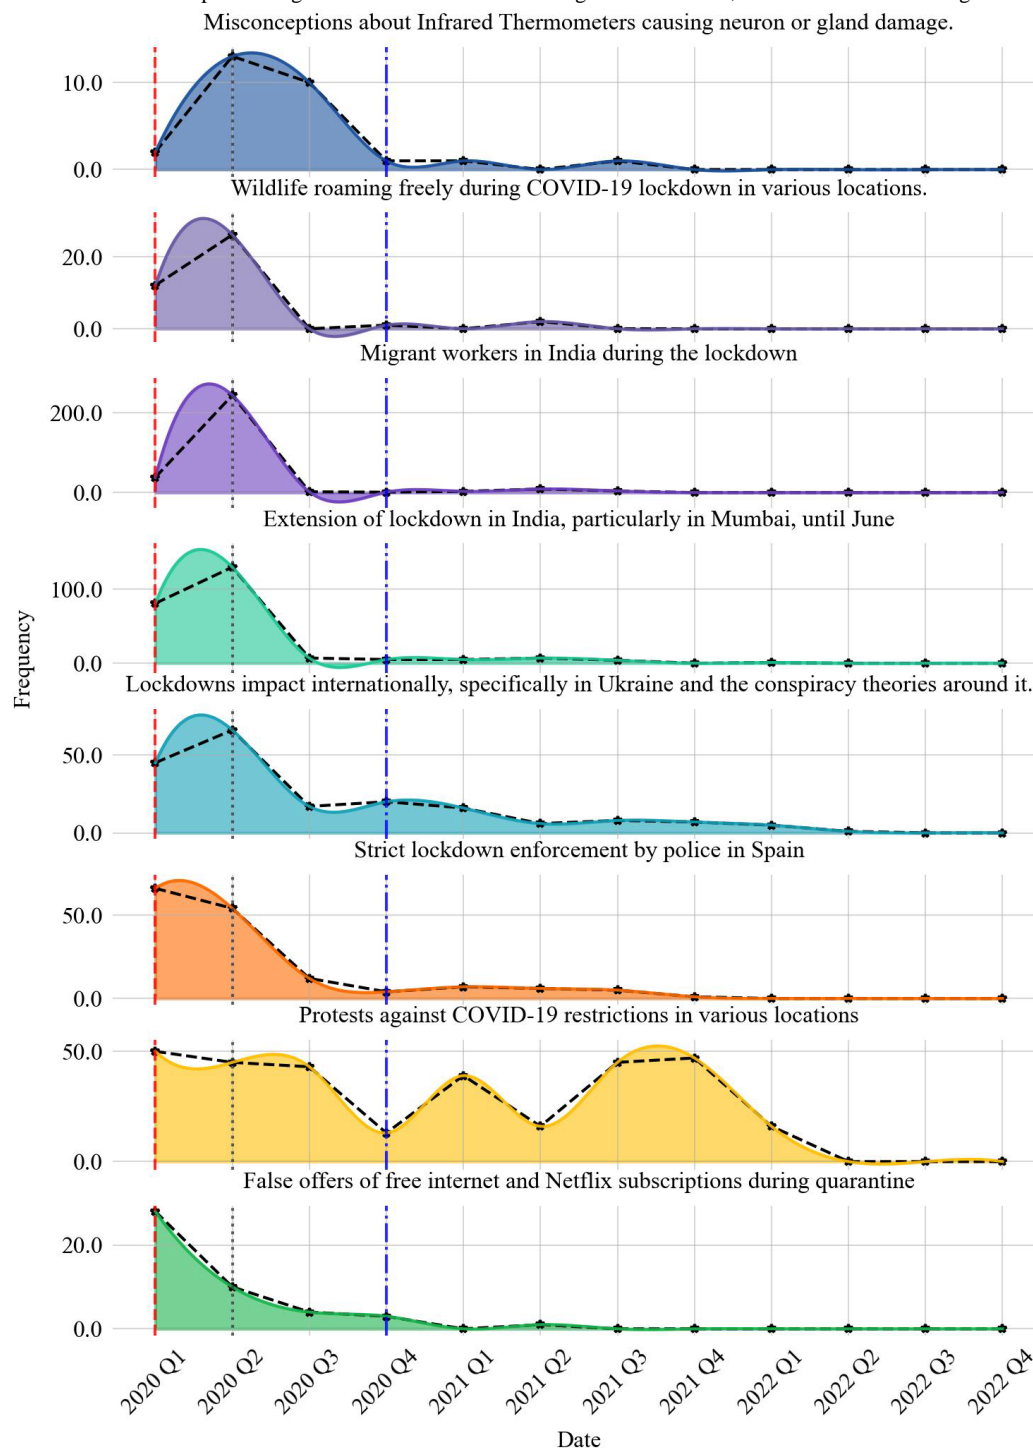 Misconceptions about Infrared Thermometers causing neuron or gland damage.
10.0
0.0
Wildlife roaming freely during COVID-19 lockdown in various locations.
20.0
0.0
Migrant workers in India during the lockdown
200.0
0.0
Extension of lockdown in India, particularly in Mumbai, until June
100.0
0.0
Lockdowns impact internationally, specifically in Ukraine and the conspiracy theories around it.
50.0
0.0
Strict lockdown enforcement by police in Spain
50.0
0.0
Protests against COVID-19 restrictions in various locations
50.0
0.0
False offers of free internet and Netflix subscriptions during quarantine
20.0
0.0
Frequency
2020 Q1 2020 Q2 2020 Q3 2020 Q4 2021 Q1 2021 Q2 2021 Q3 2021 Q4 2022 Q1 2022 Q2 2022 Q3 2022 Q4
Date